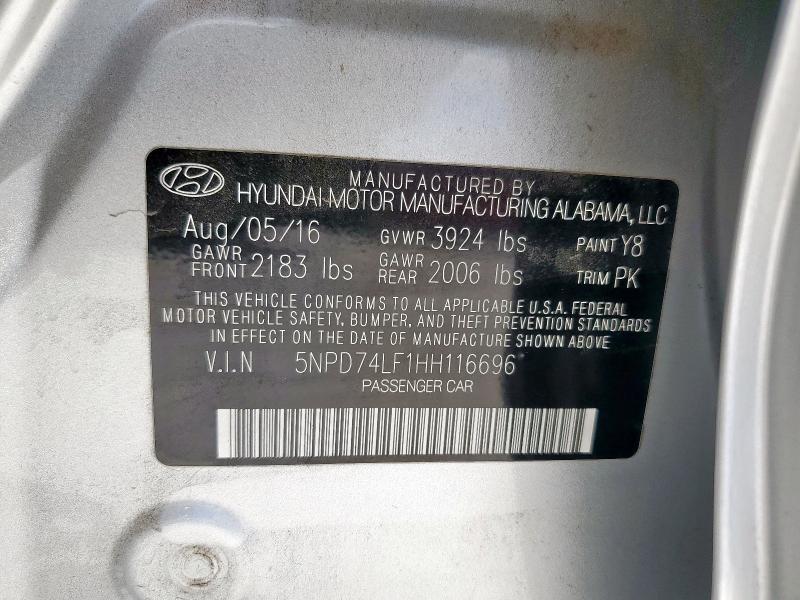 MANUFACTURED BY
HYUNDAI MOTOR MANUFACTURING ALABAMA, LLC
Aug/05/16 GVWR 3924 lbs PAINT Y8
GAWR FRONT 2183 lbs GAWR REAR 2006 lbs TRIM PK
THIS VEHICLE CONFORMS TO ALL APPLICABLE U.S.A. FEDERAL
MOTOR VEHICLE SAFETY, BUMPER, AND THEFT PREVENTION STANDARDS
IN EFFECT ON THE DATE OF MANUFACTURE SHOWN ABOVE.
V.I.N 5NPD74LF1HH116696
PASSENGER CAR